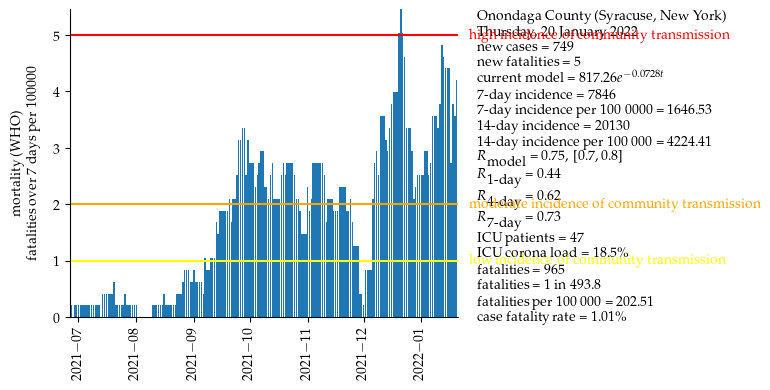 Onondaga County (Syracuse, New York)
Thursday, 20 January 2022
high incidence of community transmission
new cases = 749
new fatalities = 5
current model = 817.26e^{-0.0728t}
7-day incidence = 7846
7-day incidence per 100 0000 = 1646.53
14-day incidence = 20130
14-day incidence per 100 000 = 4224.41
R_model = 0.75, [0.7, 0.8]
R_1-day = 0.44
R_4-day = 0.62
moderate incidence of community transmission
R_7-day = 0.73
ICU patients = 47
ICU corona load = 18.5%
low incidence of community transmission
fatalities = 965
fatalities = 1 in 493.8
fatalities per 100 000 = 202.51
case fatality rate = 1.01%
mortality (WHO)
fatalities over 7 days per 100000
5
4
3
2
1
0
2021−07
2021−08
2021−09
2021−10
2021−11
2021−12
2022−01